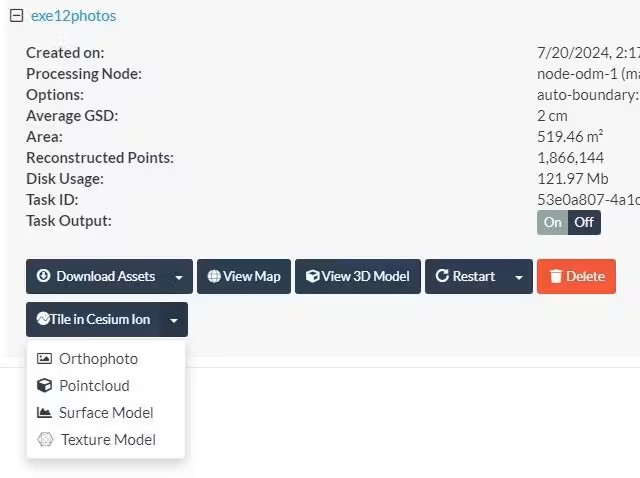 exe12photos
Created on: 7/20/2024, 2:17
Processing Node: node-odm-1 (ma
Options: auto-boundary:
Average GSD: 2 cm
Area: 519.46 m²
Reconstructed Points: 1,866,144
Disk Usage: 121.97 Mb
Task ID: 53e0a807-4a1c
Task Output: On Off
Download Assets View Map View 3D Model Restart Delete
Tile in Cesium Ion
Orthophoto
Pointcloud
Surface Model
Texture Model